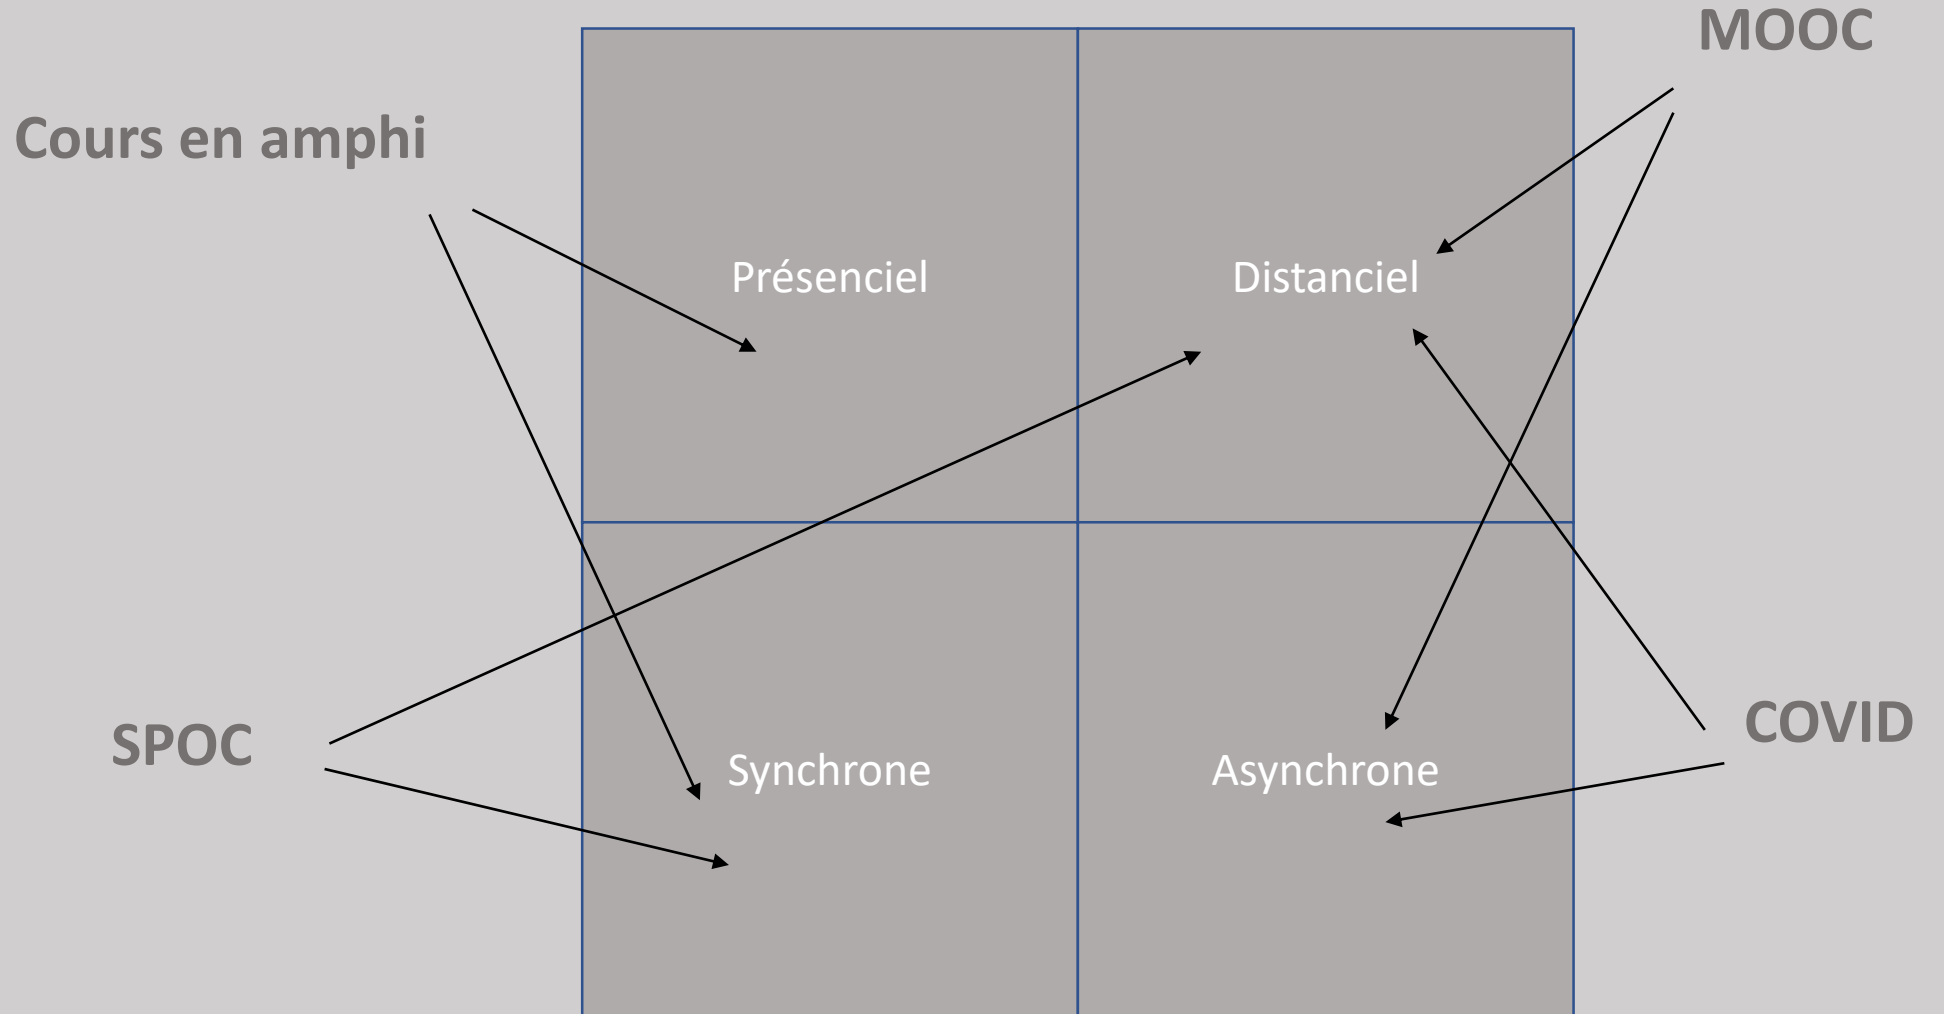 MOOC
Cours en amphi
Présenciel
Distanciel
SPOC
COVID
Synchrone
Asynchrone